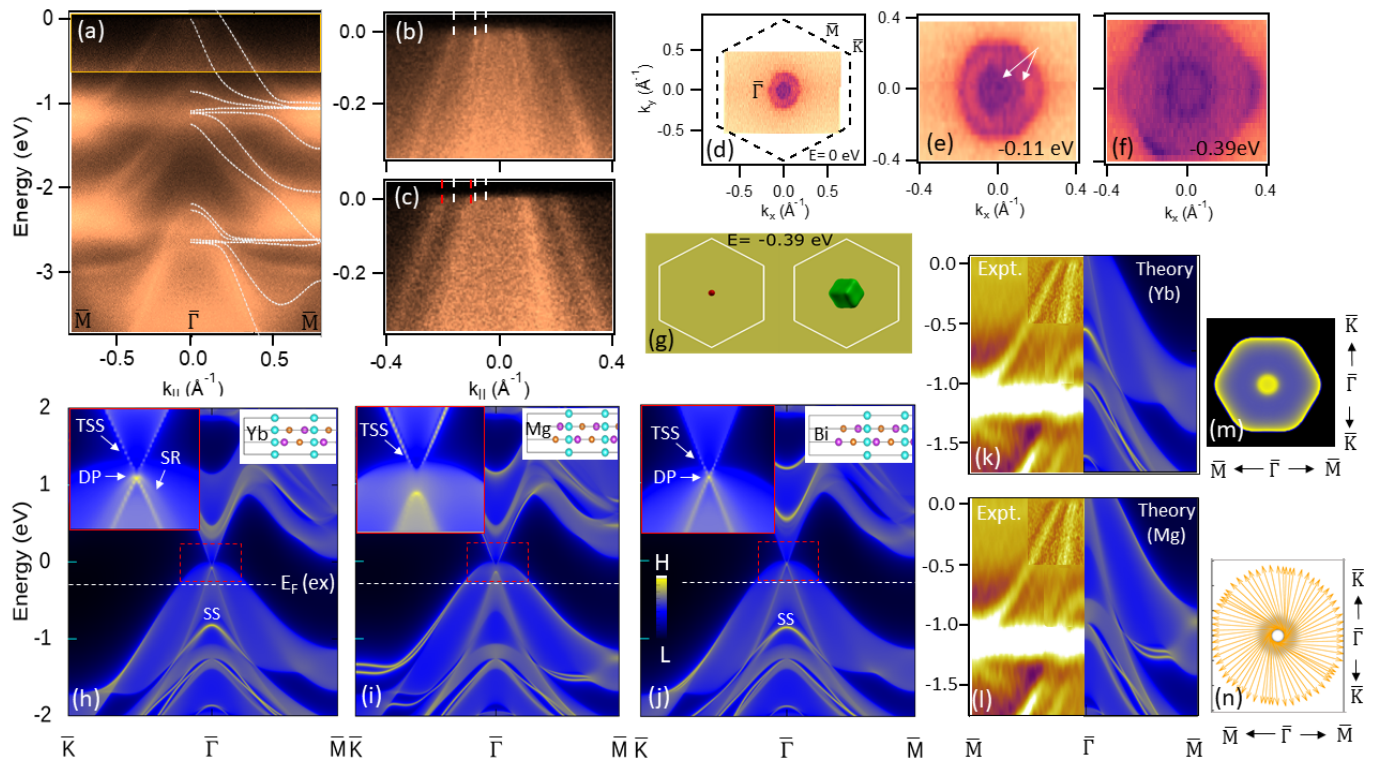 (a)
Energy (eV)
0
-1
-2
-3
M̅
Γ̅
M̅
-0.5
0.0
0.5
k|| (Å⁻¹)
(b)
0.0
-0.2
(c)
0.0
-0.2
-0.4
0.0
0.4
k|| (Å⁻¹)
M̅
K̅
Γ̅
0.5
0.0
-0.5
k_y (Å⁻¹)
(d)
E= 0 eV
-0.5
0.0
0.5
k_x (Å⁻¹)
0.4
0.0
-0.4
(e)
-0.11 eV
-0.4
0.0
0.4
k_x (Å⁻¹)
(f)
-0.39eV
-0.4
0.0
0.4
k_x (Å⁻¹)
E= -0.39 eV
(g)
2
1
0
-1
-2
Energy (eV)
TSS
DP
SR
Yb
E_F (ex)
SS
(h)
K̅
Γ̅
M̅
TSS
DP
Mg
(i)
K̅
Γ̅
M̅
TSS
DP
Bi
H
L
SS
(j)
K̅
Γ̅
M̅
0.0
-0.5
-1.0
-1.5
Expt.
Theory
(Yb)
(k)
0.0
-0.5
-1.0
-1.5
Expt.
Theory
(Mg)
(l)
M̅
Γ̅
M̅
(m)
K̅
Γ̅
K̅
M̅ ← Γ̅ → M̅
(n)
K̅
Γ̅
K̅
M̅ ← Γ̅ → M̅